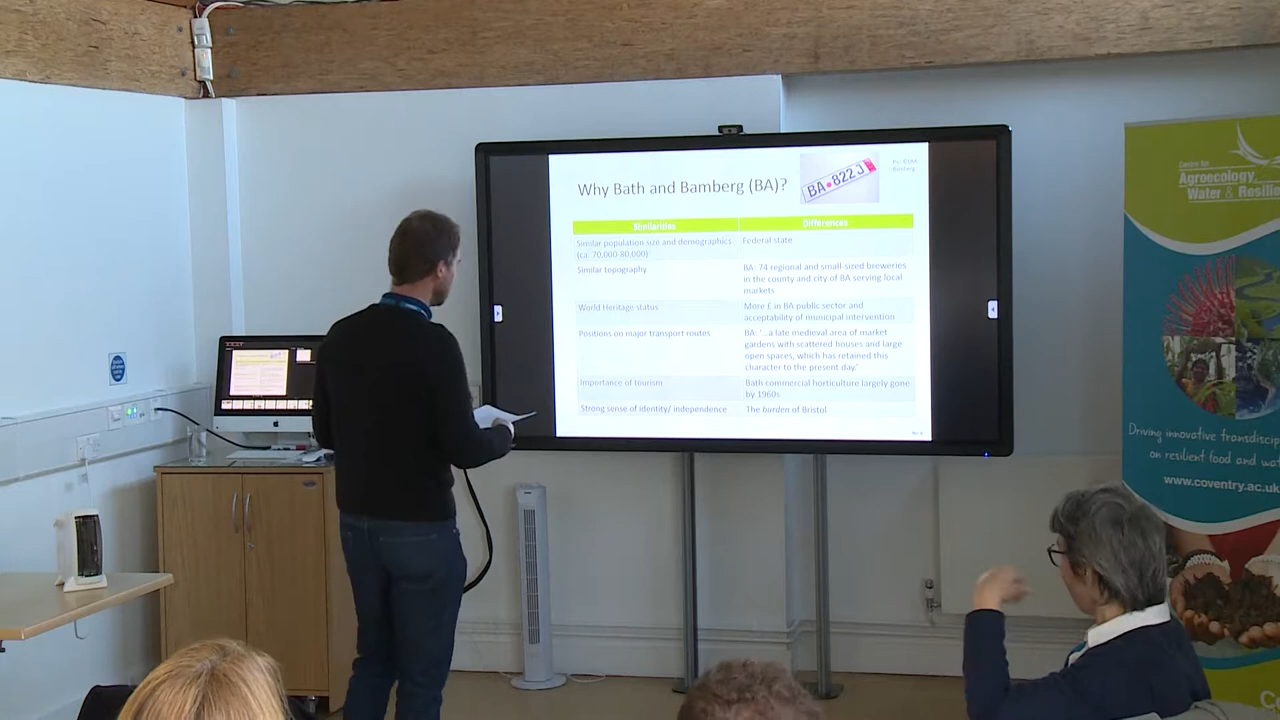 Why Bath and Bamberg (BA)?
BA 822J
Pic: ©EBA
Bamberg
Similarities
Differences
Similar population size and demographics
(ca. 70,000-80,000)
Federal state
Similar topography
BA: 74 regional and small-sized breweries
in the county and city of BA serving local
markets
World Heritage status
More £ in BA public sector and
acceptability of municipal intervention
Positions on major transport routes
BA: '…a late medieval area of market
gardens with scattered houses and large
open spaces, which has retained this
character to the present day.'
Importance of tourism
Bath commercial horticulture largely gone
by 1960s
Strong sense of identity/ independence
The burden of Bristol
Centre for
Agroecology
Water & Resilie
Driving innovative transdiscip
on resilient food and wat
www.coventry.ac.uk